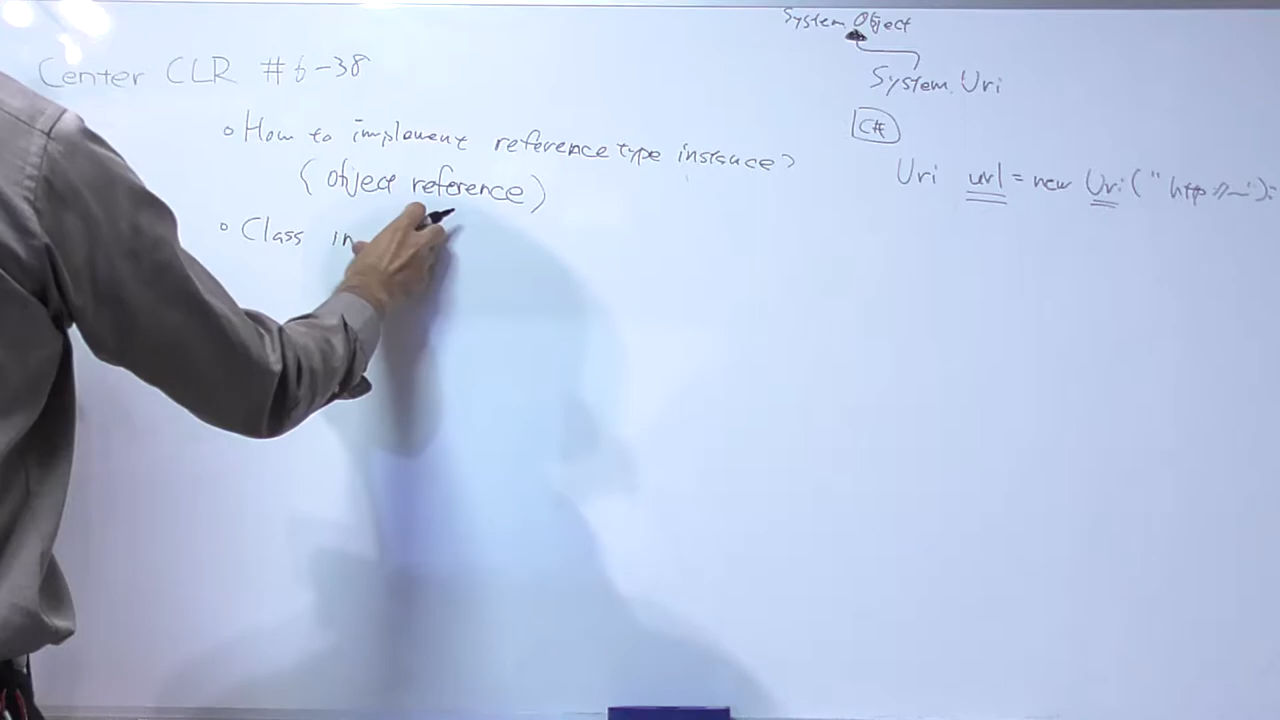 Center CLR #6-38
◦ How to implement reference type instance?
(object reference)
◦ Class in
System.Object
System.Uri
C#
Uri url = new Uri("http://~");